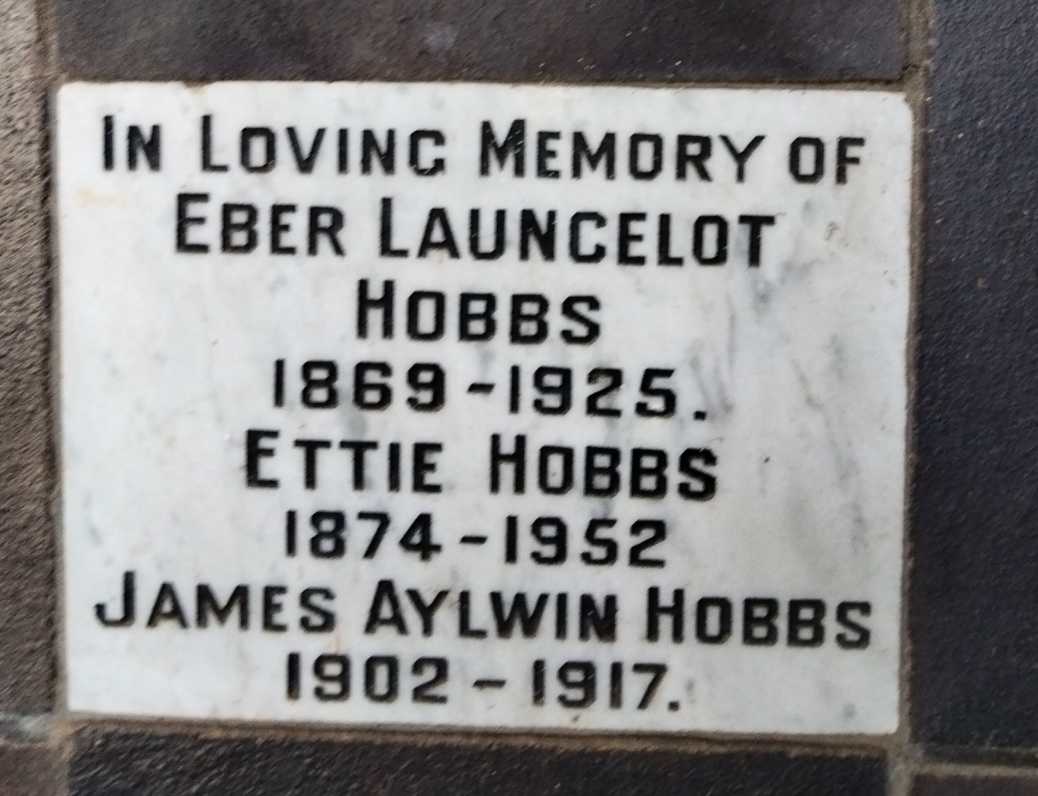 IN LOVING MEMORY OF
EBER LAUNCELOT
HOBBS
1869 - 1925.
ETTIE HOBBS
1874 - 1952
JAMES AYLWIN HOBBS
1902 - 1917.